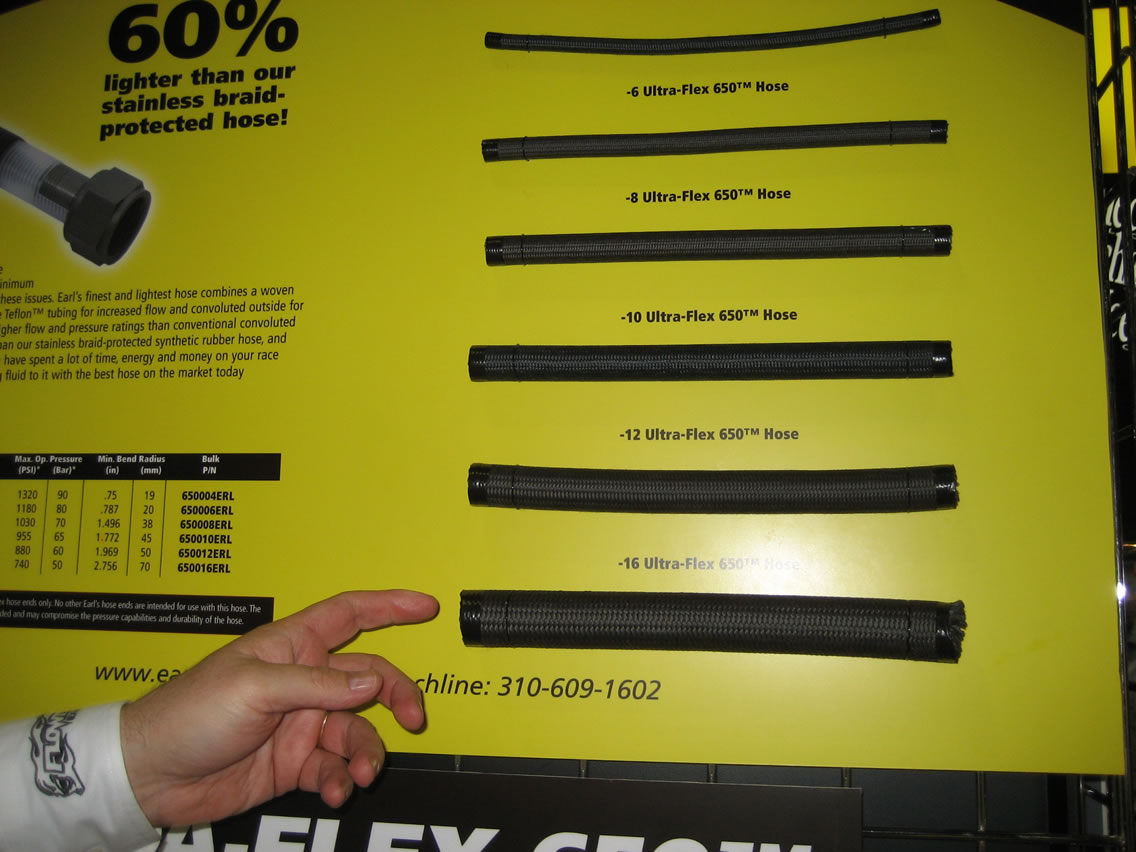 60%
lighter than our
stainless braid-
protected hose!
-6 Ultra-Flex 650™ Hose
-8 Ultra-Flex 650™ Hose
-10 Ultra-Flex 650™ Hose
-12 Ultra-Flex 650™ Hose
-16 Ultra-Flex 650™ Hose
inimum
these issues. Earl's finest and lightest hose combines a woven
Teflon™ tubing for increased flow and convoluted outside for
igher flow and pressure ratings than conventional convoluted
han our stainless braid-protected synthetic rubber hose, and
have spent a lot of time, energy and money on your race
fluid to it with the best hose on the market today
Max. Op. Pressure Min. Bend Radius Bulk
(PSI)* (Bar)* (in) (mm) P/N
1320 90 .75 19 650004ERL
1180 80 .787 20 650006ERL
1030 70 1.496 38 650008ERL
955 65 1.772 45 650010ERL
880 60 1.969 50 650012ERL
740 50 2.756 70 650016ERL
hose ends only. No other Earl's hose ends are intended for use with this hose. The
ded and may compromise the pressure capabilities and durability of the hose.
www.ea chline: 310-609-1602
A-FLEX 650™